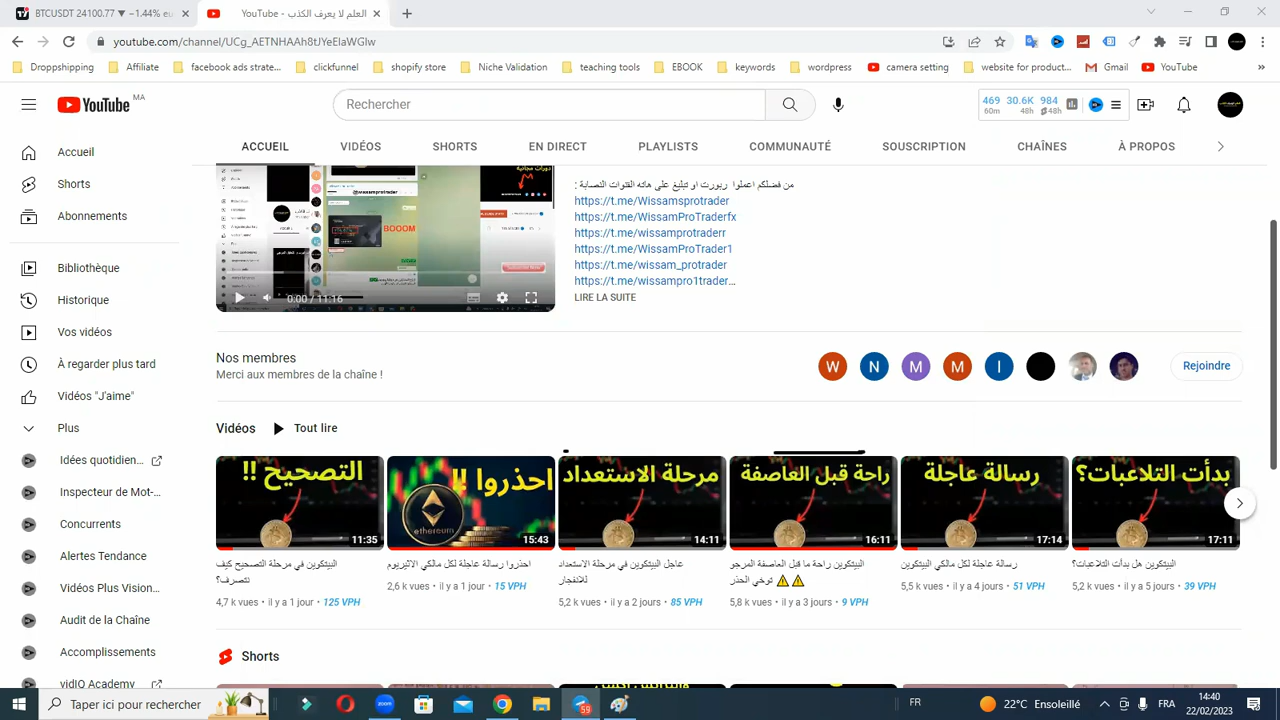 BTCUSDT 24100.77 ▼ −1.44% eu
YouTube - العلم لا يعرف الكذب
youtube.com/channel/UCg_AETNHAAh8tJYeElaWGlw
Droppshipping
Affiliate
facebook ads strate...
clickfunnel
shopify store
Niche Validation
teaching tools
EBOOK
keywords
wordpress
camera setting
website for product...
Gmail
YouTube
»
YouTube MA
Rechercher
469 30.6K 984
60m 48h 48h
ACCUEIL
VIDÉOS
SHORTS
EN DIRECT
PLAYLISTS
COMMUNAUTÉ
SOUSCRIPTION
CHAÎNES
À PROPOS
Accueil
Shorts
Abonnements
Bibliothèque
Historique
Vos vidéos
À regarder plus tard
Vidéos "J'aime"
Plus
Idées quotidien...
Inspecteur de Mot-...
Concurrents
Alertes Tendance
Vidéos Plus Vision...
Audit de la Chaîne
Accomplissements
vidIQ Academy
دورات مجانية
@wissamprotrader
BOOOM
0:00 / 11:16
https://t.me/Wissamsprotrader
https://t.me/WissamProTraderfx
https://t.me/wissamprotraderr
https://t.me/WissamProTrader1
https://t.me/wissam_protrader
https://t.me/wissampro1trader...
LIRE LA SUITE
Nos membres
Merci aux membres de la chaîne !
W
N
M
M
I
Rejoindre
Vidéos
Tout lire
التصحيح !!
11:35
احذروا !!
ethereum
15:43
مرحلة الاستعداد
14:11
راحة قبل العاصفة
16:11
رسالة عاجلة
17:14
بدأت التلاعبات؟
17:11
البيتكوين في مرحلة التصحيح كيف
نتصرف؟
4,7 k vues • il y a 1 jour • 125 VPH
احذروا رسالة عاجلة لكل مالكي الاثيريوم
2,6 k vues • il y a 1 jour • 15 VPH
عاجل البيتكوين في مرحلة الاستعداد
للانفجار
5,2 k vues • il y a 2 jours • 85 VPH
البيتكوين راحة ما قبل العاصفة المرجو
توخي الحذر ⚠️⚠️
5,8 k vues • il y a 3 jours • 9 VPH
رسالة عاجلة لكل مالكي البيتكوين
5,5 k vues • il y a 4 jours • 51 VPH
البيتكوين هل بدأت التلاعبات؟
5,2 k vues • il y a 5 jours • 39 VPH
Shorts
Taper ici pour rechercher
59
FR
22°C Ensoleillé
FRA
14:40
22/02/2023